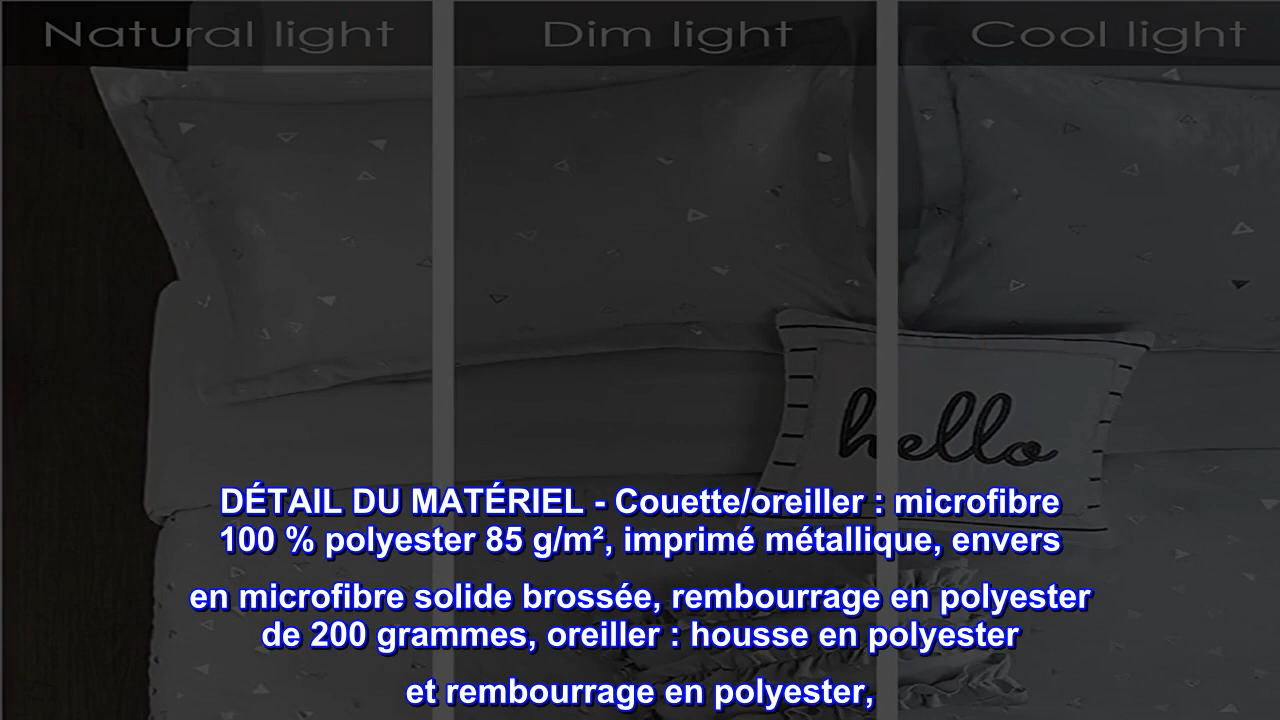 Natural light
Dim light
Cool light
hello
DÉTAIL DU MATÉRIEL - Couette/oreiller : microfibre
100 % polyester 85 g/m², imprimé métallique, envers
en microfibre solide brossée, rembourrage en polyester
de 200 grammes, oreiller : housse en polyester
et rembourrage en polyester,